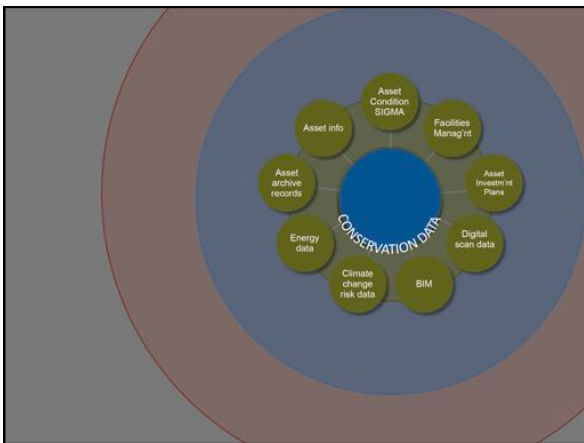 Asset
Condition
SIGMA
Facilities
Manag'nt
Asset
Investm'nt
Plans
Digital
scan data
BIM
Climate
change
risk data
Energy
data
Asset
archive
records
Asset info
CONSERVATION DATA